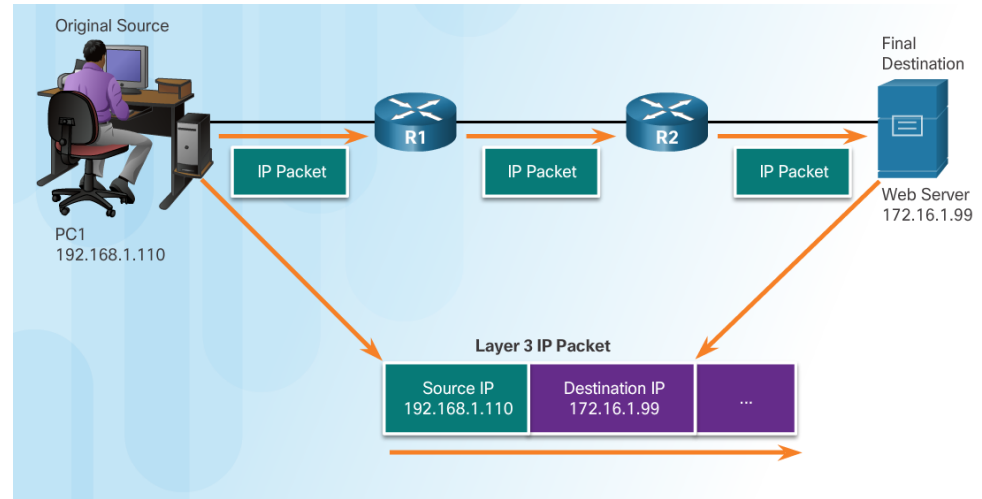 Original Source
Final
Destination
R1
R2
IP Packet
IP Packet
IP Packet
Web Server
172.16.1.99
PC1
192.168.1.110
Layer 3 IP Packet
Source IP
192.168.1.110
Destination IP
172.16.1.99
...